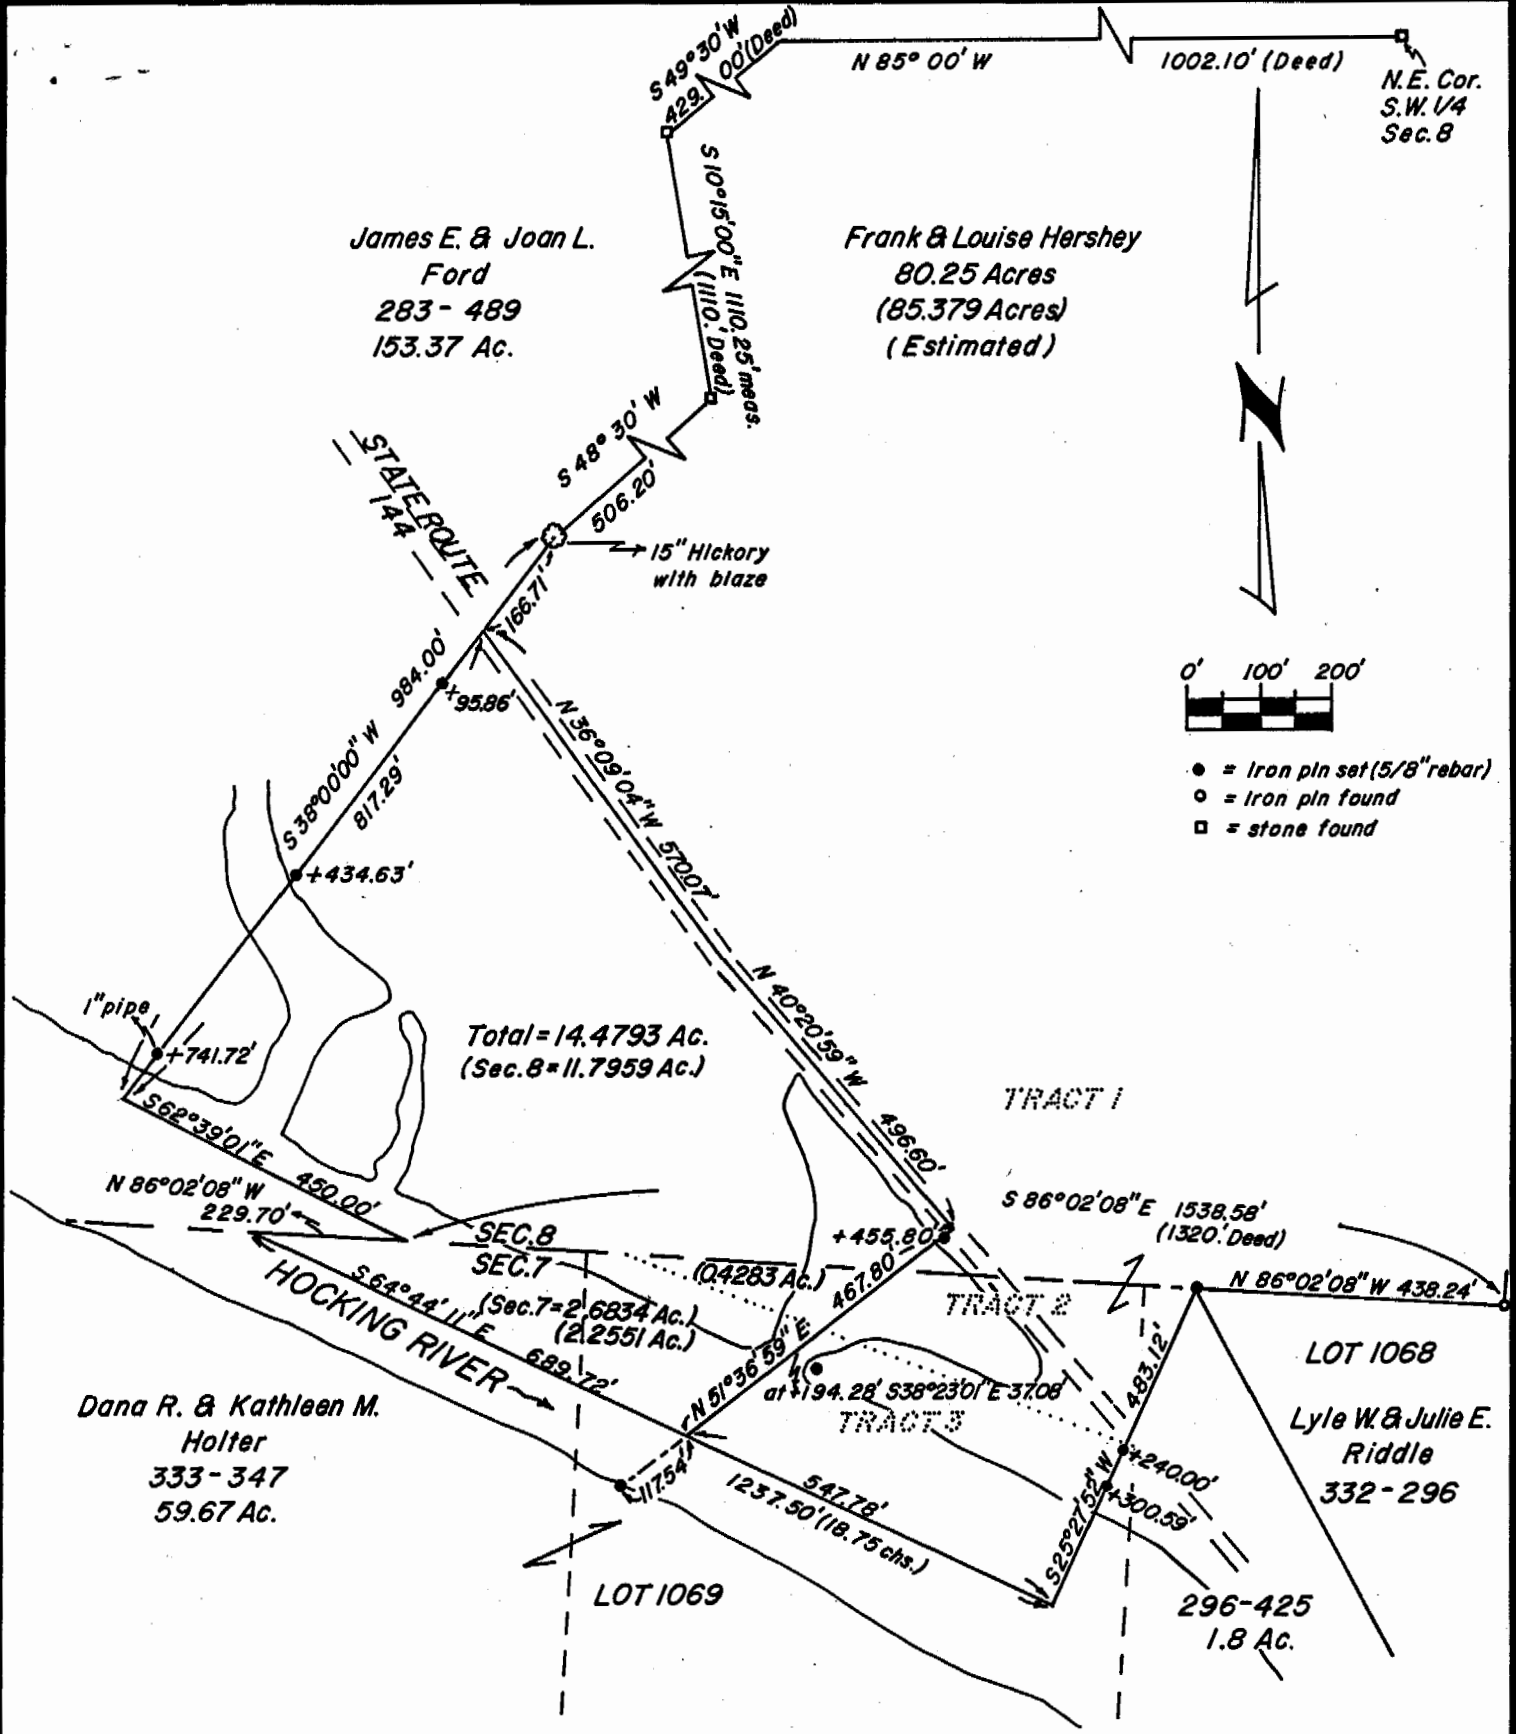 S 49°30' W
429.00' (Deed)
N 85° 00' W
1002.10' (Deed)
N.E. Cor.
S.W. 1/4
Sec. 8
S 10°15'00" E 1110.25' meas.
(1110.' Deed)
James E. & Joan L.
Ford
283 - 489
153.37 Ac.
Frank & Louise Hershey
80.25 Acres
(85.379 Acres)
(Estimated)
S 48° 30' W
506.20'
STATE ROUTE
144
15" Hickory
with blaze
166.71'
984.00'
+95.86'
S 38°00'00" W
817.29'
N 36°09'04" W 570.07'
0' 100' 200'
= Iron pin set (5/8" rebar)
= Iron pin found
= stone found
+434.63'
1" pipe
+741.72'
Total = 14.4793 Ac.
(Sec. 8 = 11.7959 Ac.)
N 40°20'59" W
496.60'
TRACT 1
S 62°39'01" E
450.00'
N 86°02'08" W
229.70'
SEC. 8
SEC. 7
+455.80'
S 86°02'08" E 1538.58'
(1320.' Deed)
(0.4283 Ac.)
467.80'
N 86°02'08" W 438.24'
TRACT 2
S 64°44'11" E
689.72'
(Sec. 7 = 2.6834 Ac.)
(2.2551 Ac.)
HOCKING RIVER
N 51°36'59" E
483.12'
LOT 1068
at +194.28' S38°23'01"E 37.08'
TRACT 3
Dana R. & Kathleen M.
Holter
333-347
59.67 Ac.
Lyle W. & Julie E.
Riddle
332-296
+240.00'
+300.59'
117.54'
547.78'
1237.50' (18.75 chs.)
S 25°27'52" W
LOT 1069
296-425
1.8 Ac.